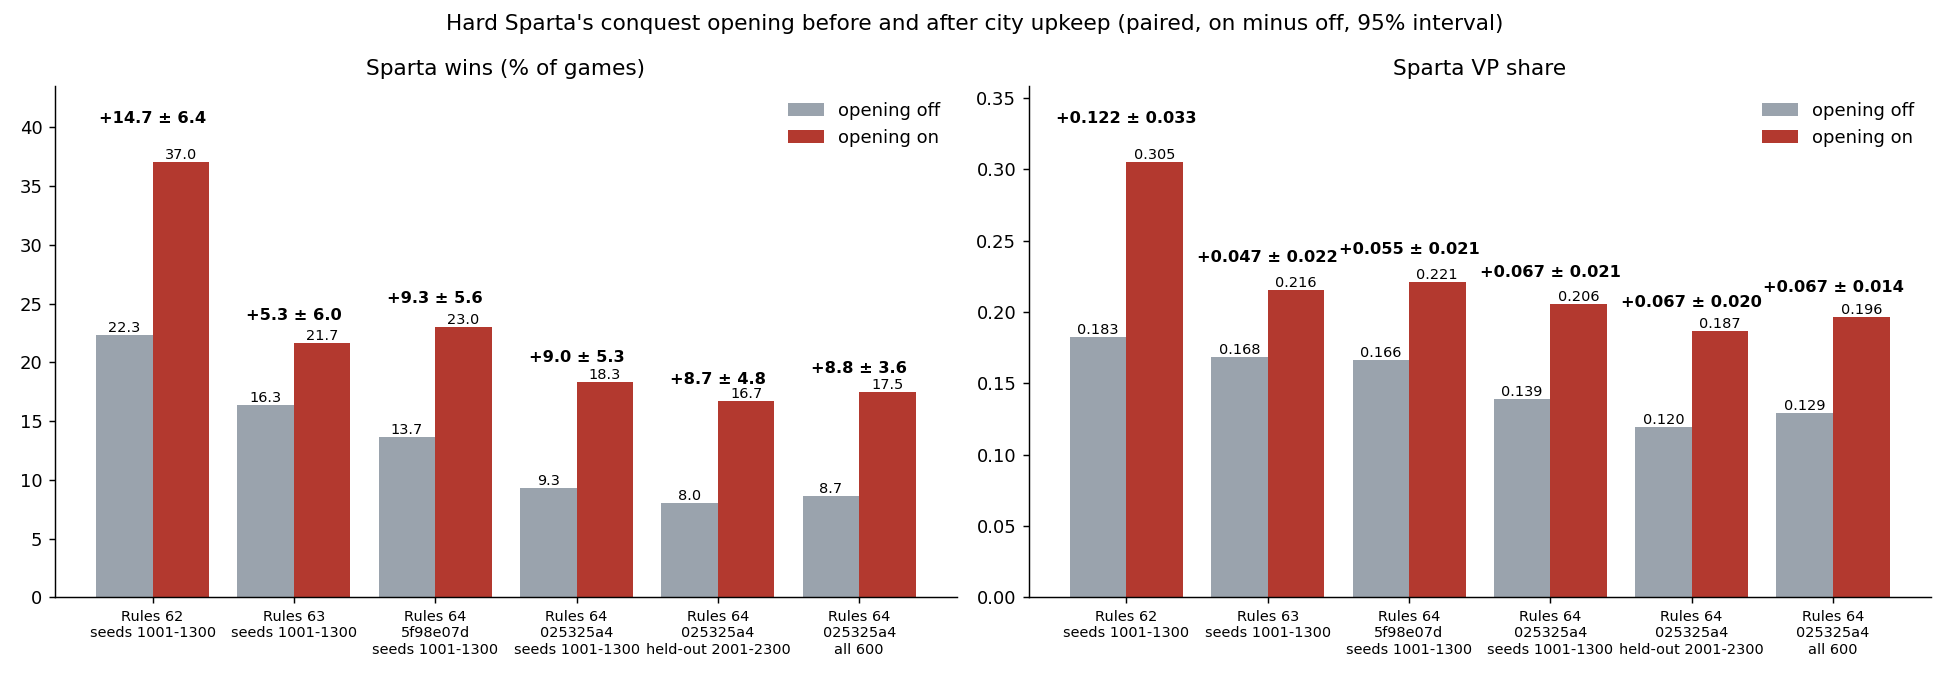 Hard Sparta's conquest opening before and after city upkeep (paired, on minus off, 95% interval)
Sparta wins (% of games)
opening off
opening on
40
35
30
25
20
15
10
5
0
+14.7 ± 6.4
22.3
37.0
+5.3 ± 6.0
16.3
21.7
+9.3 ± 5.6
13.7
23.0
+9.0 ± 5.3
9.3
18.3
+8.7 ± 4.8
8.0
16.7
+8.8 ± 3.6
8.7
17.5
Rules 62
seeds 1001-1300
Rules 63
seeds 1001-1300
Rules 64
5f98e07d
seeds 1001-1300
Rules 64
025325a4
seeds 1001-1300
Rules 64
025325a4
held-out 2001-2300
Rules 64
025325a4
all 600
Sparta VP share
opening off
opening on
0.35
0.30
0.25
0.20
0.15
0.10
0.05
0.00
+0.122 ± 0.033
0.183
0.305
+0.047 ± 0.022
0.168
0.216
+0.055 ± 0.021
0.166
0.221
+0.067 ± 0.021
0.139
0.206
+0.067 ± 0.020
0.120
0.187
+0.067 ± 0.014
0.129
0.196
Rules 62
seeds 1001-1300
Rules 63
seeds 1001-1300
Rules 64
5f98e07d
seeds 1001-1300
Rules 64
025325a4
seeds 1001-1300
Rules 64
025325a4
held-out 2001-2300
Rules 64
025325a4
all 600